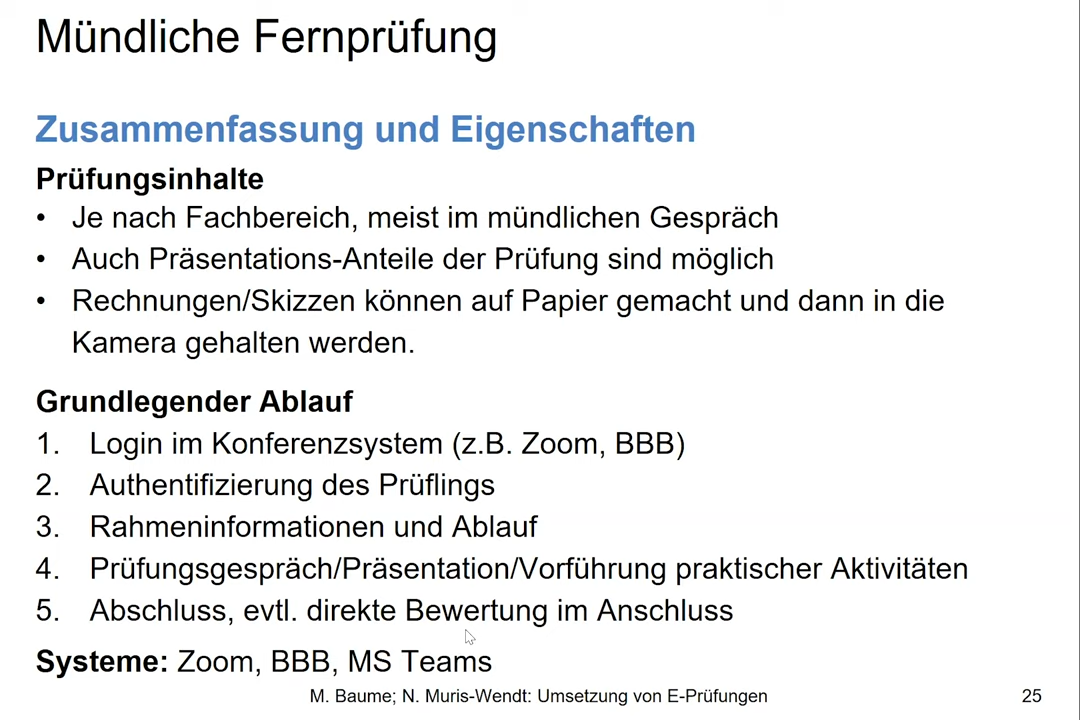 Mündliche Fernprüfung
Zusammenfassung und Eigenschaften
Prüfungsinhalte
• Je nach Fachbereich, meist im mündlichen Gespräch
• Auch Präsentations-Anteile der Prüfung sind möglich
• Rechnungen/Skizzen können auf Papier gemacht und dann in die
Kamera gehalten werden.
Grundlegender Ablauf
1. Login im Konferenzsystem (z.B. Zoom, BBB)
2. Authentifizierung des Prüflings
3. Rahmeninformationen und Ablauf
4. Prüfungsgespräch/Präsentation/Vorführung praktischer Aktivitäten
5. Abschluss, evtl. direkte Bewertung im Anschluss
Systeme: Zoom, BBB, MS Teams
M. Baume; N. Muris-Wendt: Umsetzung von E-Prüfungen 25